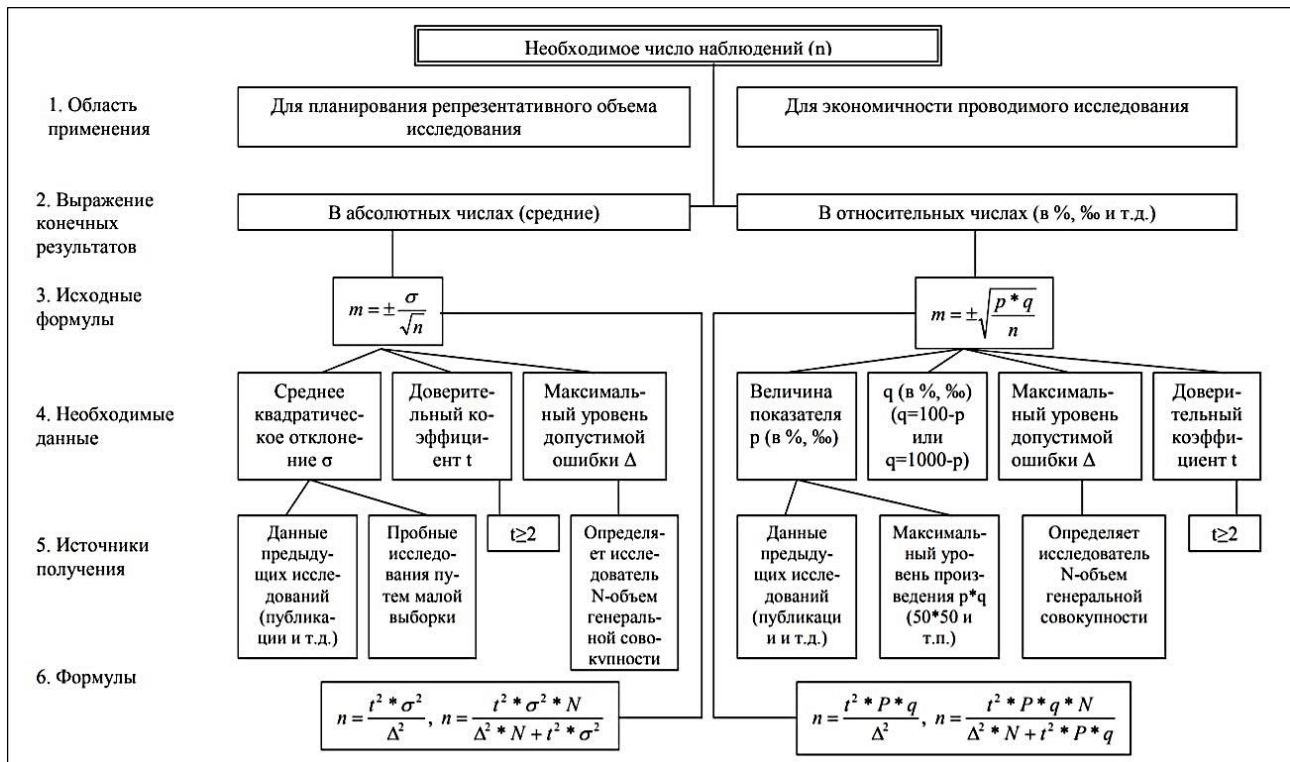 Необходимое число наблюдений (n)
1. Область
применения
Для планирования репрезентативного объема
исследования
Для экономичности проводимого исследования
2. Выражение
конечных
результатов
В абсолютных числах (средние)
В относительных числах (в %, ‰ и т.д.)
3. Исходные
формулы
m = ± σ / √n
m = ± √(p * q / n)
4. Необходимые
данные
Среднее
квадратичес-
кое отклоне-
ние σ
Доверите-
льный ко-
эффици-
ент t
Максималь-
ный уровень
допустимой
ошибки Δ
Величина
показателя
p (в %, ‰)
q (в %, ‰)
(q=100-p
или
q=1000-p)
Максималь-
ный уровень
допустимой
ошибки Δ
Довери-
тельный
коэффи-
циент t
5. Источники
получения
Данные
предыду-
щих иссле-
дований
(публика-
ции и т.д.)
Пробные
исследо-
вания пу-
тем малой
выборки
t≥2
Определя-
ет иссле-
дователь
N-объем
генераль-
ной сово-
купности
Данные
предыду-
щих иссле-
дований
(публикаци
и и т.д.)
Максималь-
ный уро-
вень произ-
ведения p*q
(50*50 и
т.п.)
Определяет
исследователь
N-объем
генеральной
совокупности
t≥2
6. Формулы
n = t² * σ² / Δ², n = t² * σ² * N / (Δ² * N + t² * σ²)
n = t² * P * q / Δ², n = t² * P * q * N / (Δ² * N + t² * P * q)